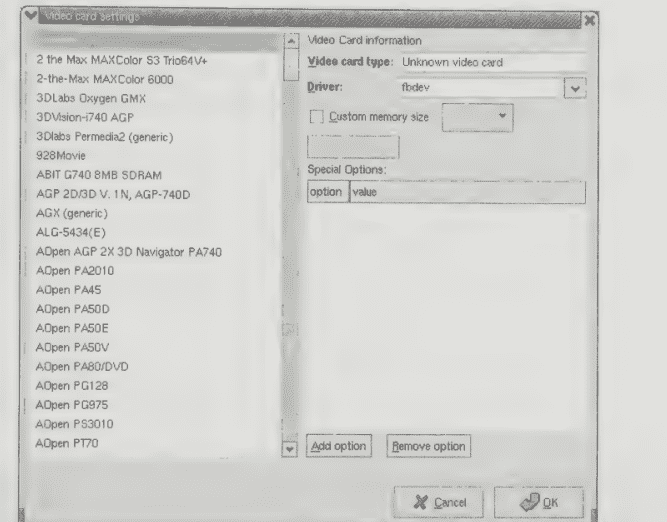 Video card settings
2 the Max MAXColor S3 Trio64V+
2-the-Max MAXColor 6000
3DLabs Oxygen GMX
3DVision-i740 AGP
3Dlabs Permedia2 (generic)
928Movie
ABIT G740 8MB SDRAM
AGP 2D/3D V. 1N, AGP-740D
AGX (generic)
ALG-5434(E)
AOpen AGP 2X 3D Navigator PA740
AOpen PA2010
AOpen PA45
AOpen PA50D
AOpen PA50E
AOpen PA50V
AOpen PA80/DVD
AOpen PG128
AOpen PG975
AOpen PS3010
AOpen PT70
Video Card information
Video card type: Unknown video card
Driver: fbdev
Custom memory size
Special Options:
option value
Add option Remove option
Cancel OK